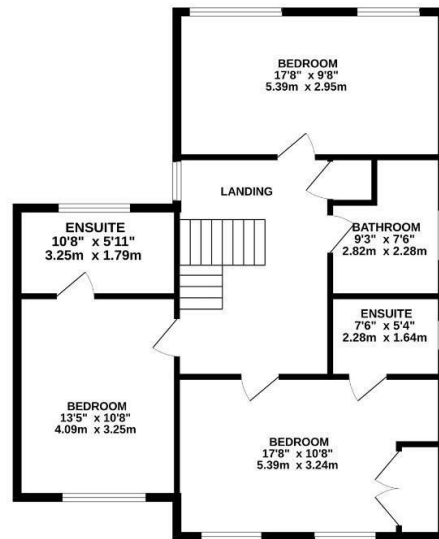 BEDROOM
17'8" x 9'8"
5.39m x 2.95m
LANDING
BATHROOM
9'3" x 7'6"
2.82m x 2.28m
ENSUITE
10'8" x 5'11"
3.25m x 1.79m
ENSUITE
7'6" x 5'4"
2.28m x 1.64m
BEDROOM
13'5" x 10'8"
4.09m x 3.25m
BEDROOM
17'8" x 10'8"
5.39m x 3.24m